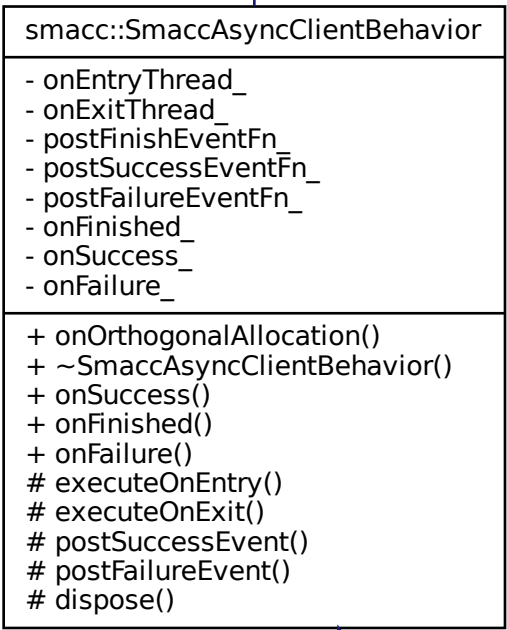 smacc::SmaccAsyncClientBehavior
- onEntryThread_
- onExitThread_
- postFinishEventFn_
- postSuccessEventFn_
- postFailureEventFn_
- onFinished_
- onSuccess_
- onFailure_
+ onOrthogonalAllocation()
+ ~SmaccAsyncClientBehavior()
+ onSuccess()
+ onFinished()
+ onFailure()
# executeOnEntry()
# executeOnExit()
# postSuccessEvent()
# postFailureEvent()
# dispose()